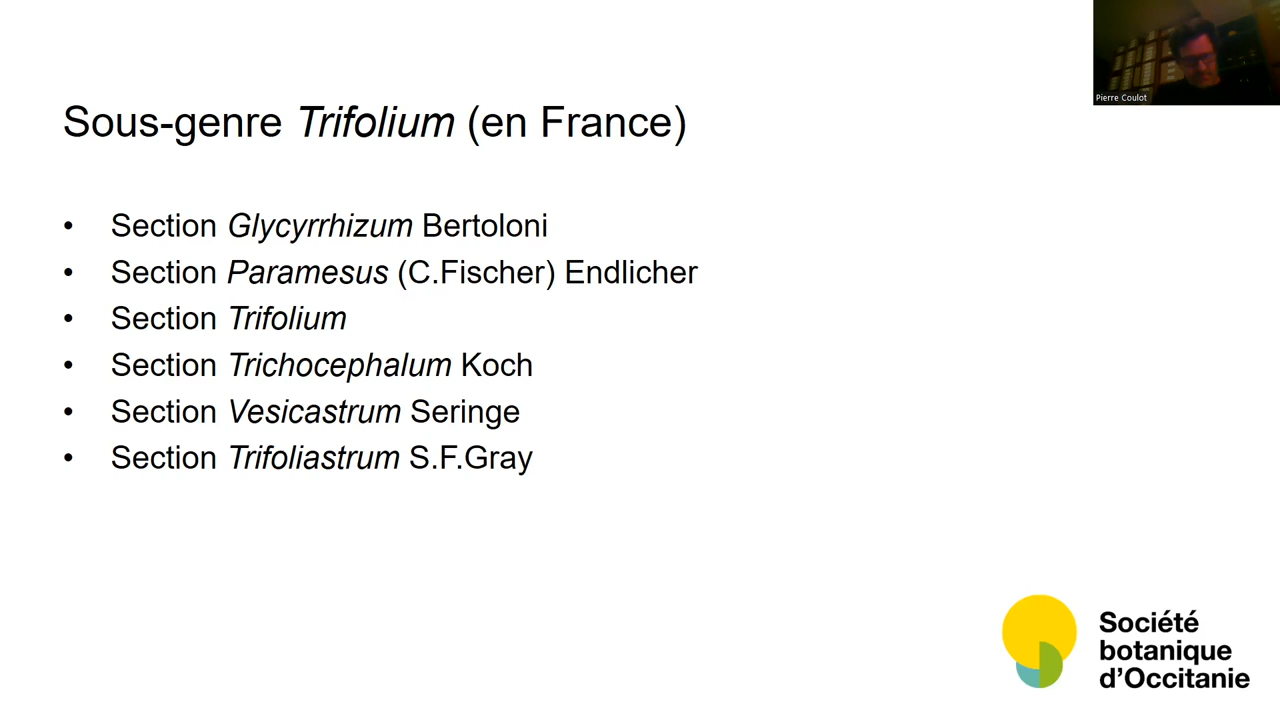 Pierre Coulot
Sous-genre Trifolium (en France)
• Section Glycyrrhizum Bertoloni
• Section Paramesus (C.Fischer) Endlicher
• Section Trifolium
• Section Trichocephalum Koch
• Section Vesicastrum Seringe
• Section Trifoliastrum S.F.Gray
Société
botanique
d'Occitanie